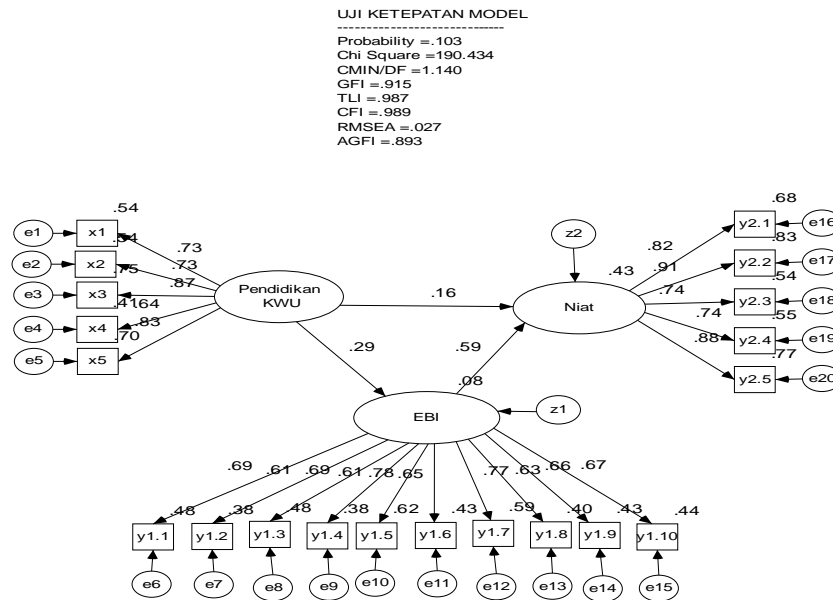 UJI KETEPATAN MODEL
----------------------------
Probability =.103
Chi Square =190.434
CMIN/DF =1.140
GFI =.915
TLI =.987
CFI =.989
RMSEA =.027
AGFI =.893
.54
e1
x1
.73
.54
e2
x2
.73
.75
e3
x3
.87
.41
e4
x4
.64
.70
e5
x5
.83
Pendidikan
KWU
.16
.29
z2
.43
Niat
.59
.08
EBI
z1
.82
.68
y2.1
e16
.91
.83
y2.2
e17
.74
.54
y2.3
e18
.74
.55
y2.4
e19
.88
.77
y2.5
e20
.69
.61
.69
.61
.78
.65
.77
.63
.66
.67
.48
.38
.48
.38
.62
.43
.59
.40
.43
.44
y1.1
y1.2
y1.3
y1.4
y1.5
y1.6
y1.7
y1.8
y1.9
y1.10
e6
e7
e8
e9
e10
e11
e12
e13
e14
e15